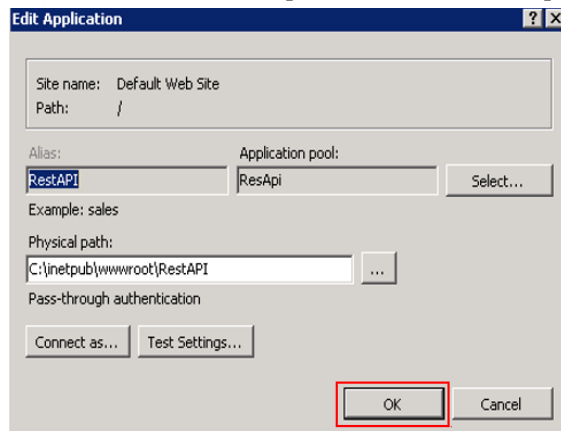 Edit Application
Site name: Default Web Site
Path: /
Alias: Application pool:
RestAPI ResApi Select...
Example: sales
Physical path:
C:\inetpub\wwwroot\RestAPI ...
Pass-through authentication
Connect as... Test Settings...
OK Cancel